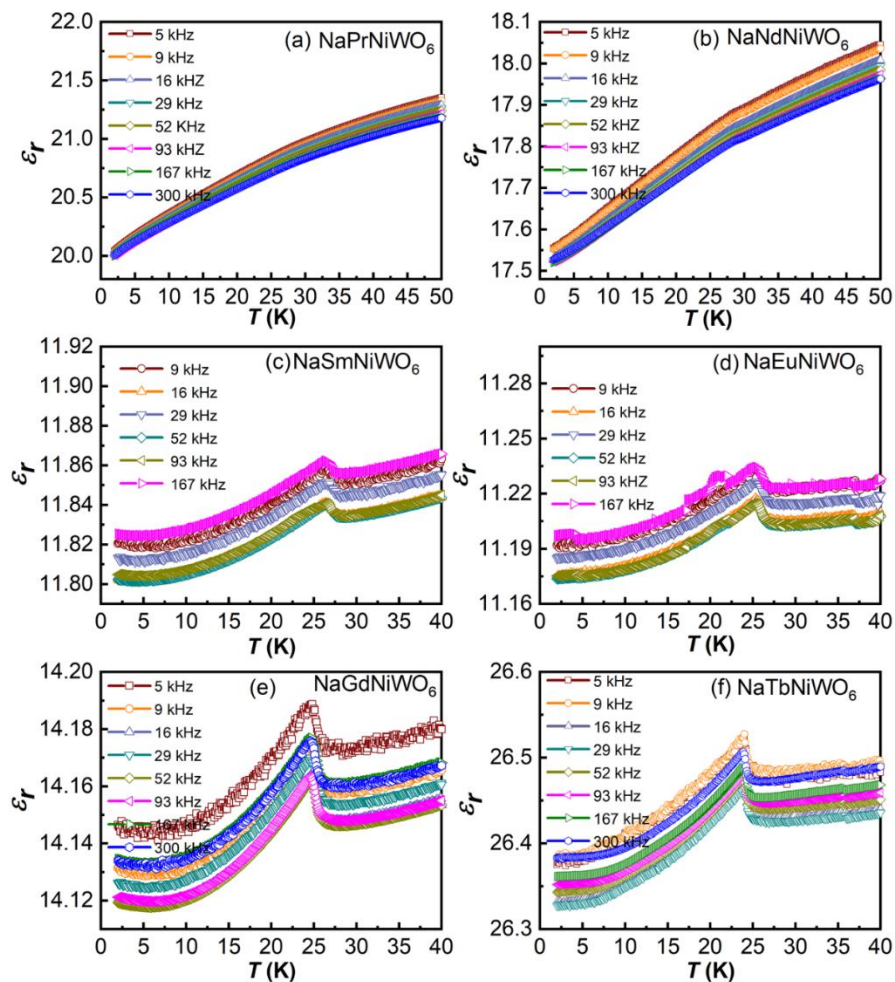 (a) NaPrNiWO₆
5 kHz
9 kHz
16 kHZ
29 kHz
52 KHz
93 kHZ
167 kHz
300 kHz
22.0
21.5
21.0
20.5
20.0
εr
0 5 10 15 20 25 30 35 40 45 50
T (K)
(b) NaNdNiWO₆
5 kHz
9 kHz
16 kHZ
29 kHz
52 kHZ
93 kHZ
167 kHz
300 kHz
18.1
18.0
17.9
17.8
17.7
17.6
17.5
εr
0 5 10 15 20 25 30 35 40 45 50
T (K)
(c) NaSmNiWO₆
9 kHz
16 kHz
29 kHz
52 kHz
93 kHz
167 kHz
11.92
11.90
11.88
11.86
11.84
11.82
11.80
εr
0 5 10 15 20 25 30 35 40
T (K)
(d) NaEuNiWO₆
9 kHz
16 kHz
29 kHz
52 kHz
93 kHZ
167 kHz
11.28
11.25
11.22
11.19
11.16
εr
0 5 10 15 20 25 30 35 40
T (K)
(e) NaGdNiWO₆
5 kHz
9 kHz
16 kHz
29 kHz
52 kHz
93 kHz
167 kHz
300 kHz
14.20
14.18
14.16
14.14
14.12
εr
0 5 10 15 20 25 30 35 40
T (K)
(f) NaTbNiWO₆
5 kHz
9 kHz
16 kHz
29 kHz
52 kHz
93 kHz
167 kHz
300 kHz
26.6
26.5
26.4
26.3
εr
0 5 10 15 20 25 30 35 40
T (K)